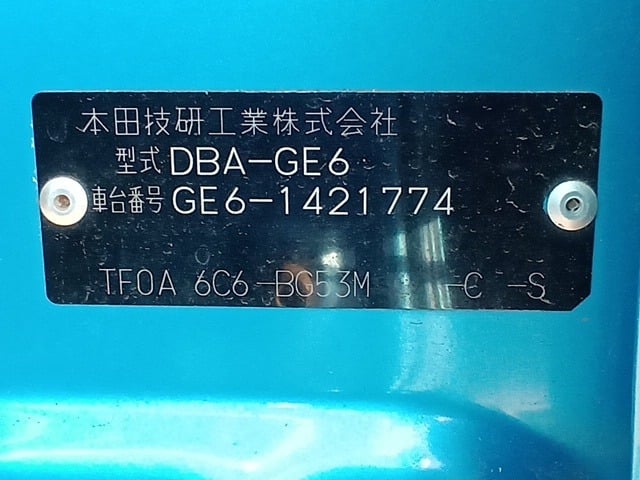 本田技研工業株式会社
型式 DBA-GE6
車台番号 GE6-1421774
TF0A 6C6-BG53M -C -S